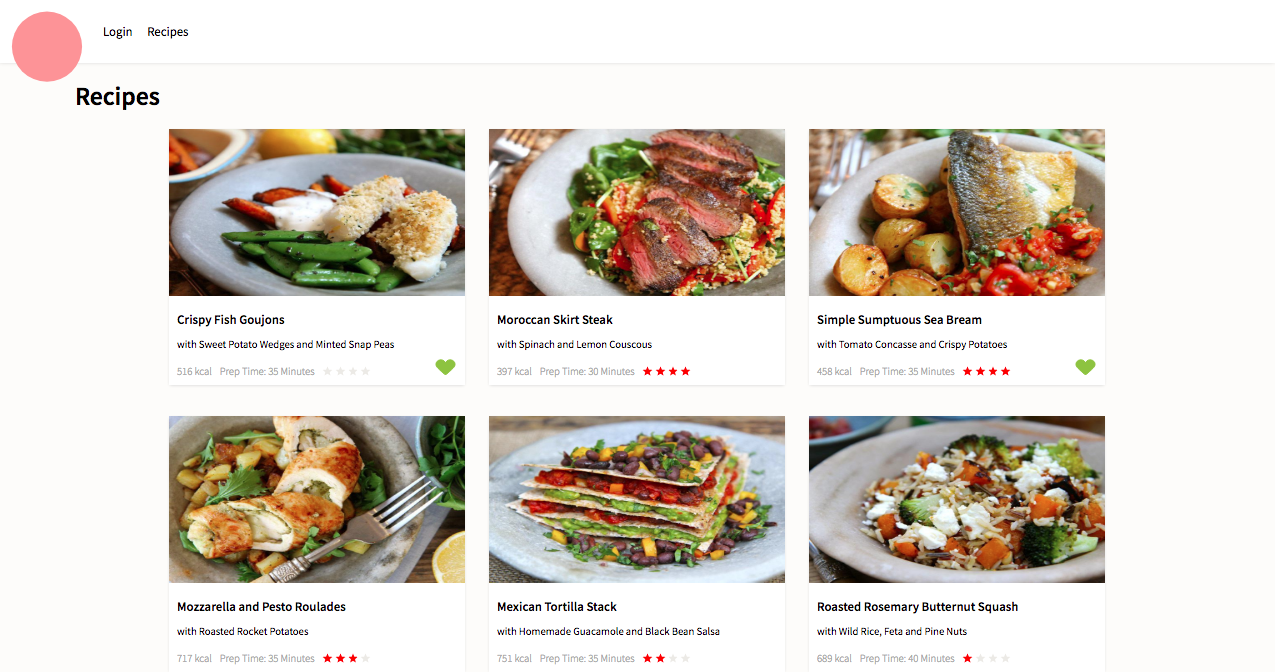 Login Recipes
Recipes
Crispy Fish Goujons
with Sweet Potato Wedges and Minted Snap Peas
516 kcal Prep Time: 35 Minutes
Moroccan Skirt Steak
with Spinach and Lemon Couscous
397 kcal Prep Time: 30 Minutes
Simple Sumptuous Sea Bream
with Tomato Concasse and Crispy Potatoes
458 kcal Prep Time: 35 Minutes
Mozzarella and Pesto Roulades
with Roasted Rocket Potatoes
717 kcal Prep Time: 35 Minutes
Mexican Tortilla Stack
with Homemade Guacamole and Black Bean Salsa
751 kcal Prep Time: 35 Minutes
Roasted Rosemary Butternut Squash
with Wild Rice, Feta and Pine Nuts
689 kcal Prep Time: 40 Minutes